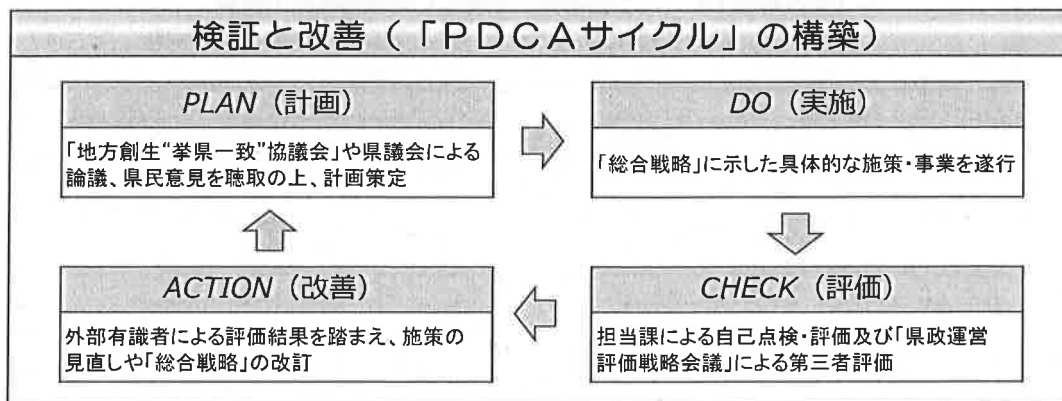 検証と改善（「ＰＤＣＡサイクル」の構築）
PLAN（計画）
「地方創生“挙県一致”協議会」や県議会による
論議、県民意見を聴取の上、計画策定
DO（実施）
「総合戦略」に示した具体的な施策・事業を遂行
ACTION（改善）
外部有識者による評価結果を踏まえ、施策の
見直しや「総合戦略」の改訂
CHECK（評価）
担当課による自己点検・評価及び「県政運営
評価戦略会議」による第三者評価